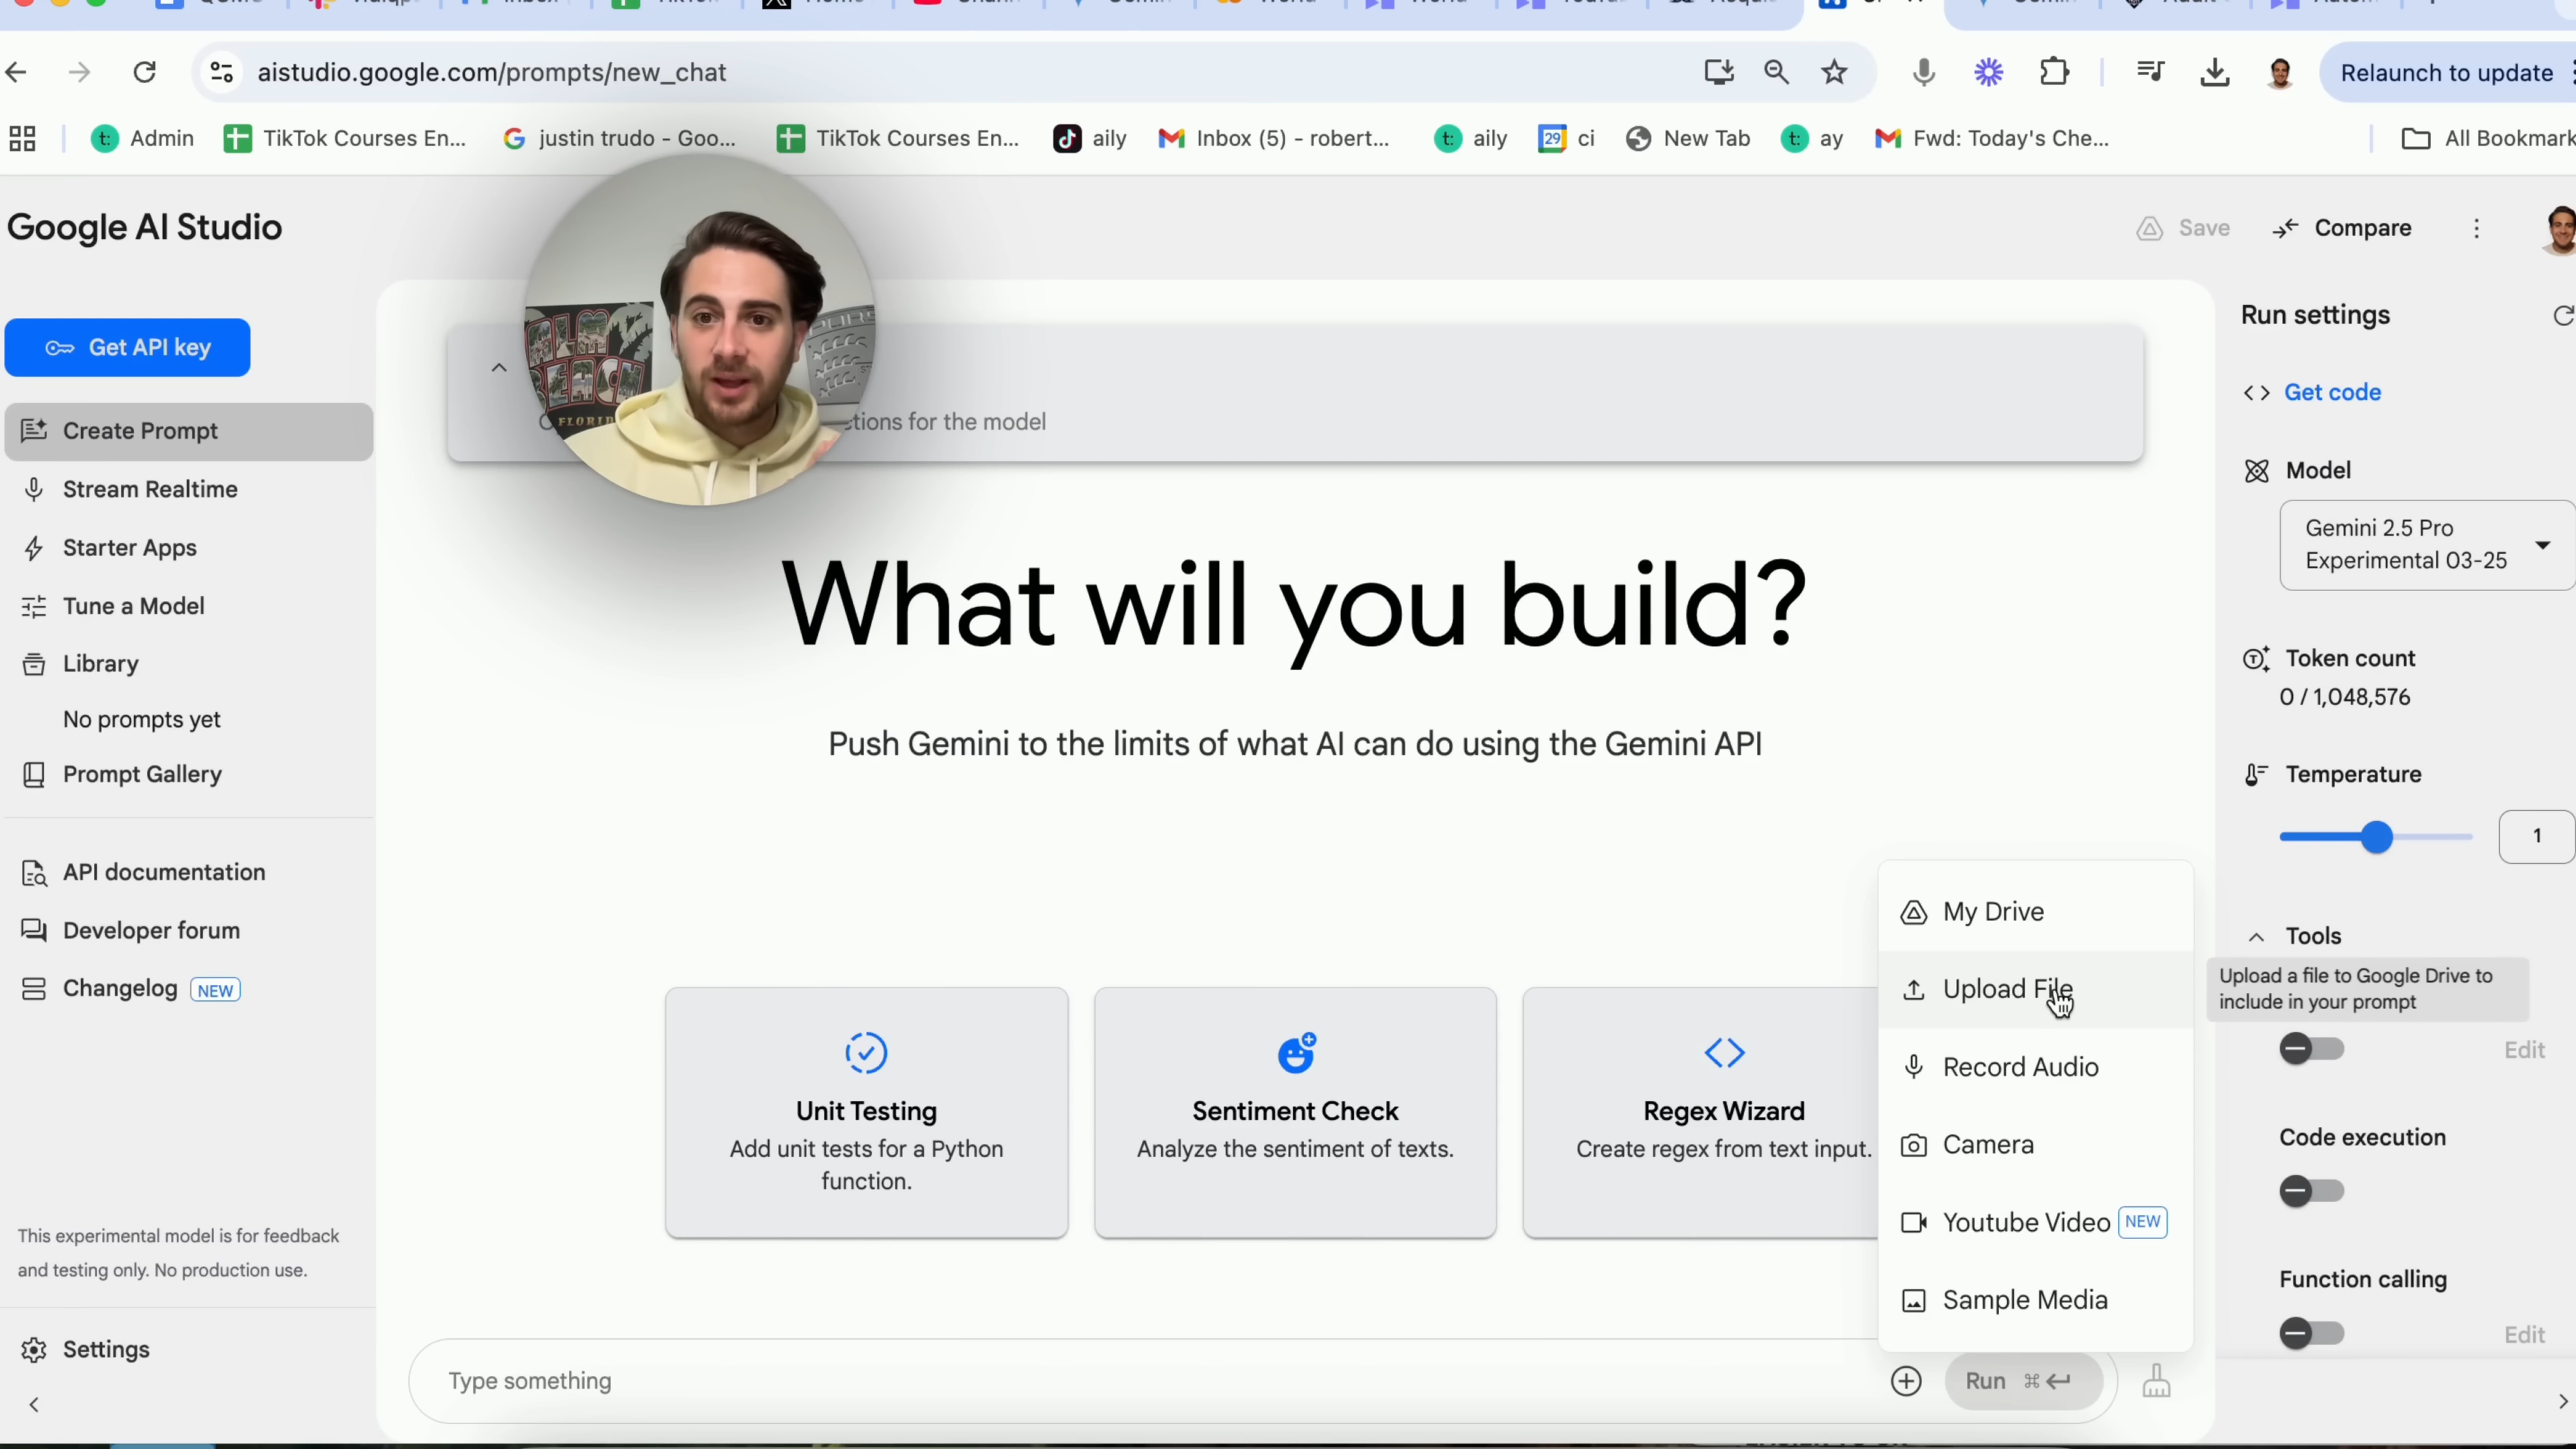 aistudio.google.com/prompts/new_chat
Relaunch to update
Admin
TikTok Courses En...
justin trudo - Goo...
TikTok Courses En...
aily
Inbox (5) - robert...
aily
29
ci
New Tab
ay
Fwd: Today's Che...
All Bookmark
Google AI Studio
Save
Compare
Get API key
Create Prompt
Stream Realtime
Starter Apps
Tune a Model
Library
No prompts yet
Prompt Gallery
API documentation
Developer forum
Changelog NEW
This experimental model is for feedback
and testing only. No production use.
Settings
FLORID
tions for the model
What will you build?
Push Gemini to the limits of what AI can do using the Gemini API
Unit Testing
Add unit tests for a Python
function.
Sentiment Check
Analyze the sentiment of texts.
Regex Wizard
Create regex from text input.
My Drive
Upload File
Record Audio
Camera
Youtube Video NEW
Sample Media
Type something
Run ⌘ ↵
Run settings
Get code
Model
Gemini 2.5 Pro
Experimental 03-25
Token count
0 / 1,048,576
Temperature
1
Tools
Upload a file to Google Drive to
include in your prompt
Edit
Code execution
Function calling
Edit